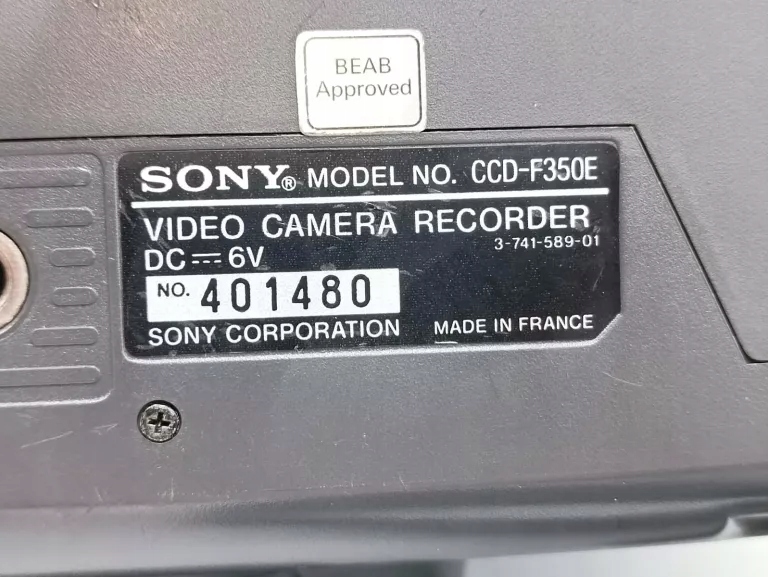 BEAB
Approved
SONY® MODEL NO. CCD-F350E
VIDEO CAMERA RECORDER
3-741-589-01
DC⎓6V
NO. 401480
SONY CORPORATION MADE IN FRANCE